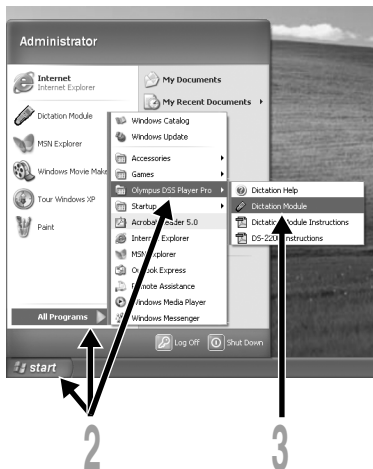 Administrator
Internet
Internet Explorer
Dictation Module
MSN Explorer
Windows Movie Make
Tour Windows XP
Paint
All Programs
My Documents
My Recent Documents
Windows Catalog
Windows Update
Accessories
Games
Olympus DSS Player Pro
Startup
Acrobat Reader 5.0
Internet Explorer
MSN Explorer
Outlook Express
Remote Assistance
Windows Media Player
Windows Messenger
Dictation Help
Dictation Module
Dictation Module Instructions
DS-2200 Instructions
Log Off
Shut Down
start
2
3